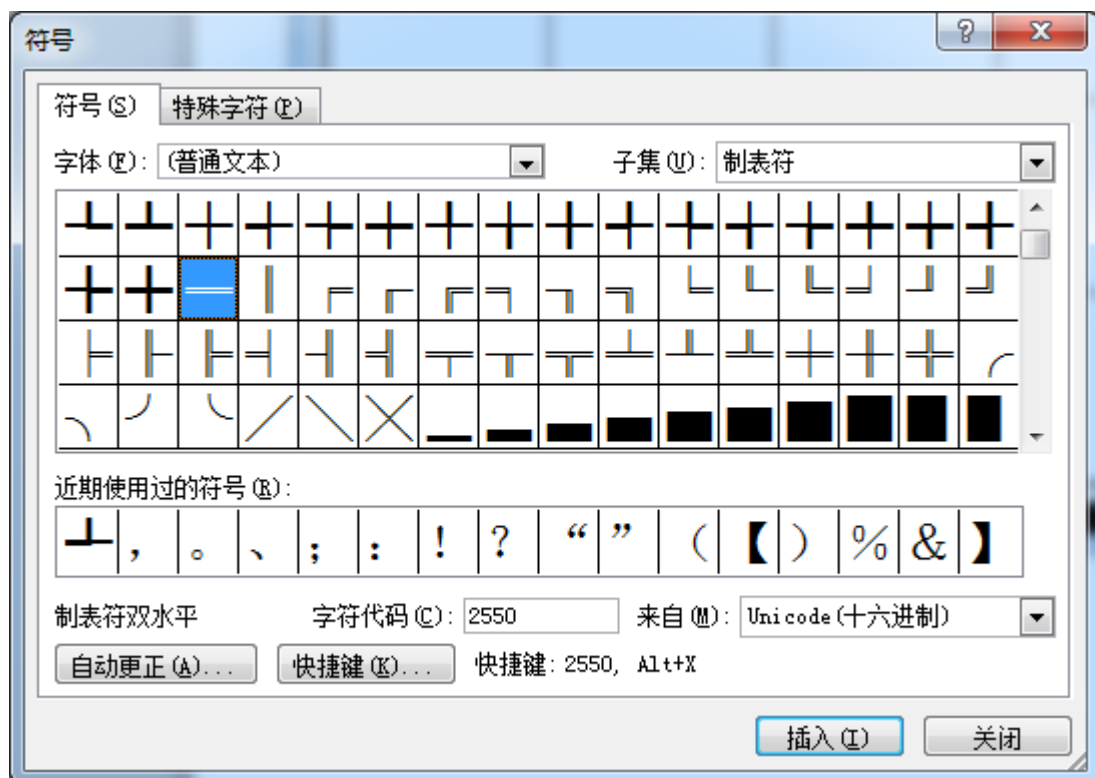 符号
符号(S) 特殊字符(P)
字体(F): (普通文本) 子集(U): 制表符
┺ ┻ ┼ ┽ ┾ ┿ ╀ ╁ ╂ ╃ ╄ ╅ ╆ ╇ ╈ ╉
╊ ╋ ═ ║ ╒ ╓ ╔ ╕ ╖ ╗ ╘ ╙ ╚ ╛ ╜ ╝
╞ ╟ ╠ ╡ ╢ ╣ ╤ ╥ ╦ ╧ ╨ ╩ ╪ ╫ ╬ ╭
╮ ╯ ╰ ╱ ╲ ╳ ▁ ▂ ▃ ▄ ▅ ▆ ▇ █ ▉ ▊
近期使用过的符号(R):
┹ , 。 、 ; : ! ? “ ” ( 【 ) % & 】
制表符双水平 字符代码(C): 2550 来自(M): Unicode(十六进制)
自动更正(A)... 快捷键(K)... 快捷键: 2550, Alt+X
插入(I) 关闭